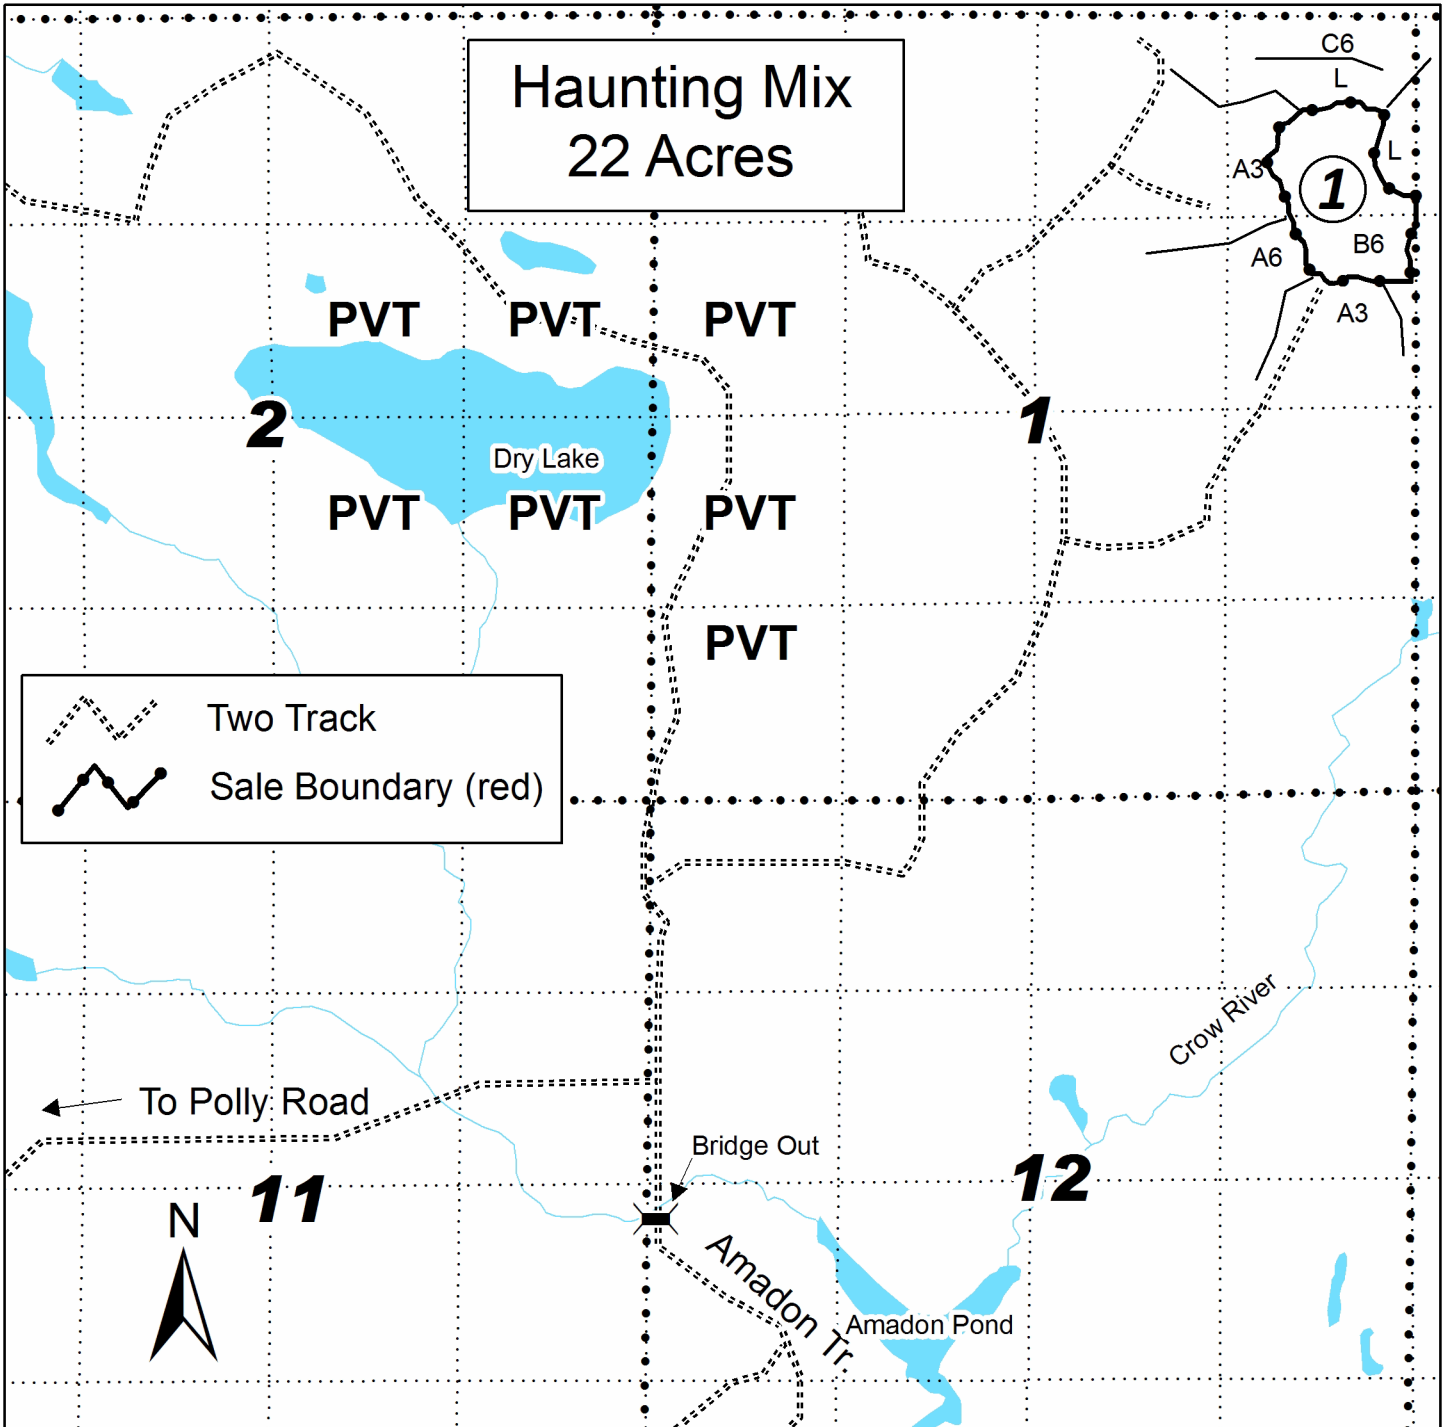 Haunting Mix
22 Acres
C6
L
L
A3
1
B6
A6
A3
PVT PVT PVT
2
1
Dry Lake
PVT PVT PVT
PVT
Two Track
Sale Boundary (red)
Crow River
To Polly Road
Bridge Out
11
12
N
Amadon Tr.
Amadon Pond